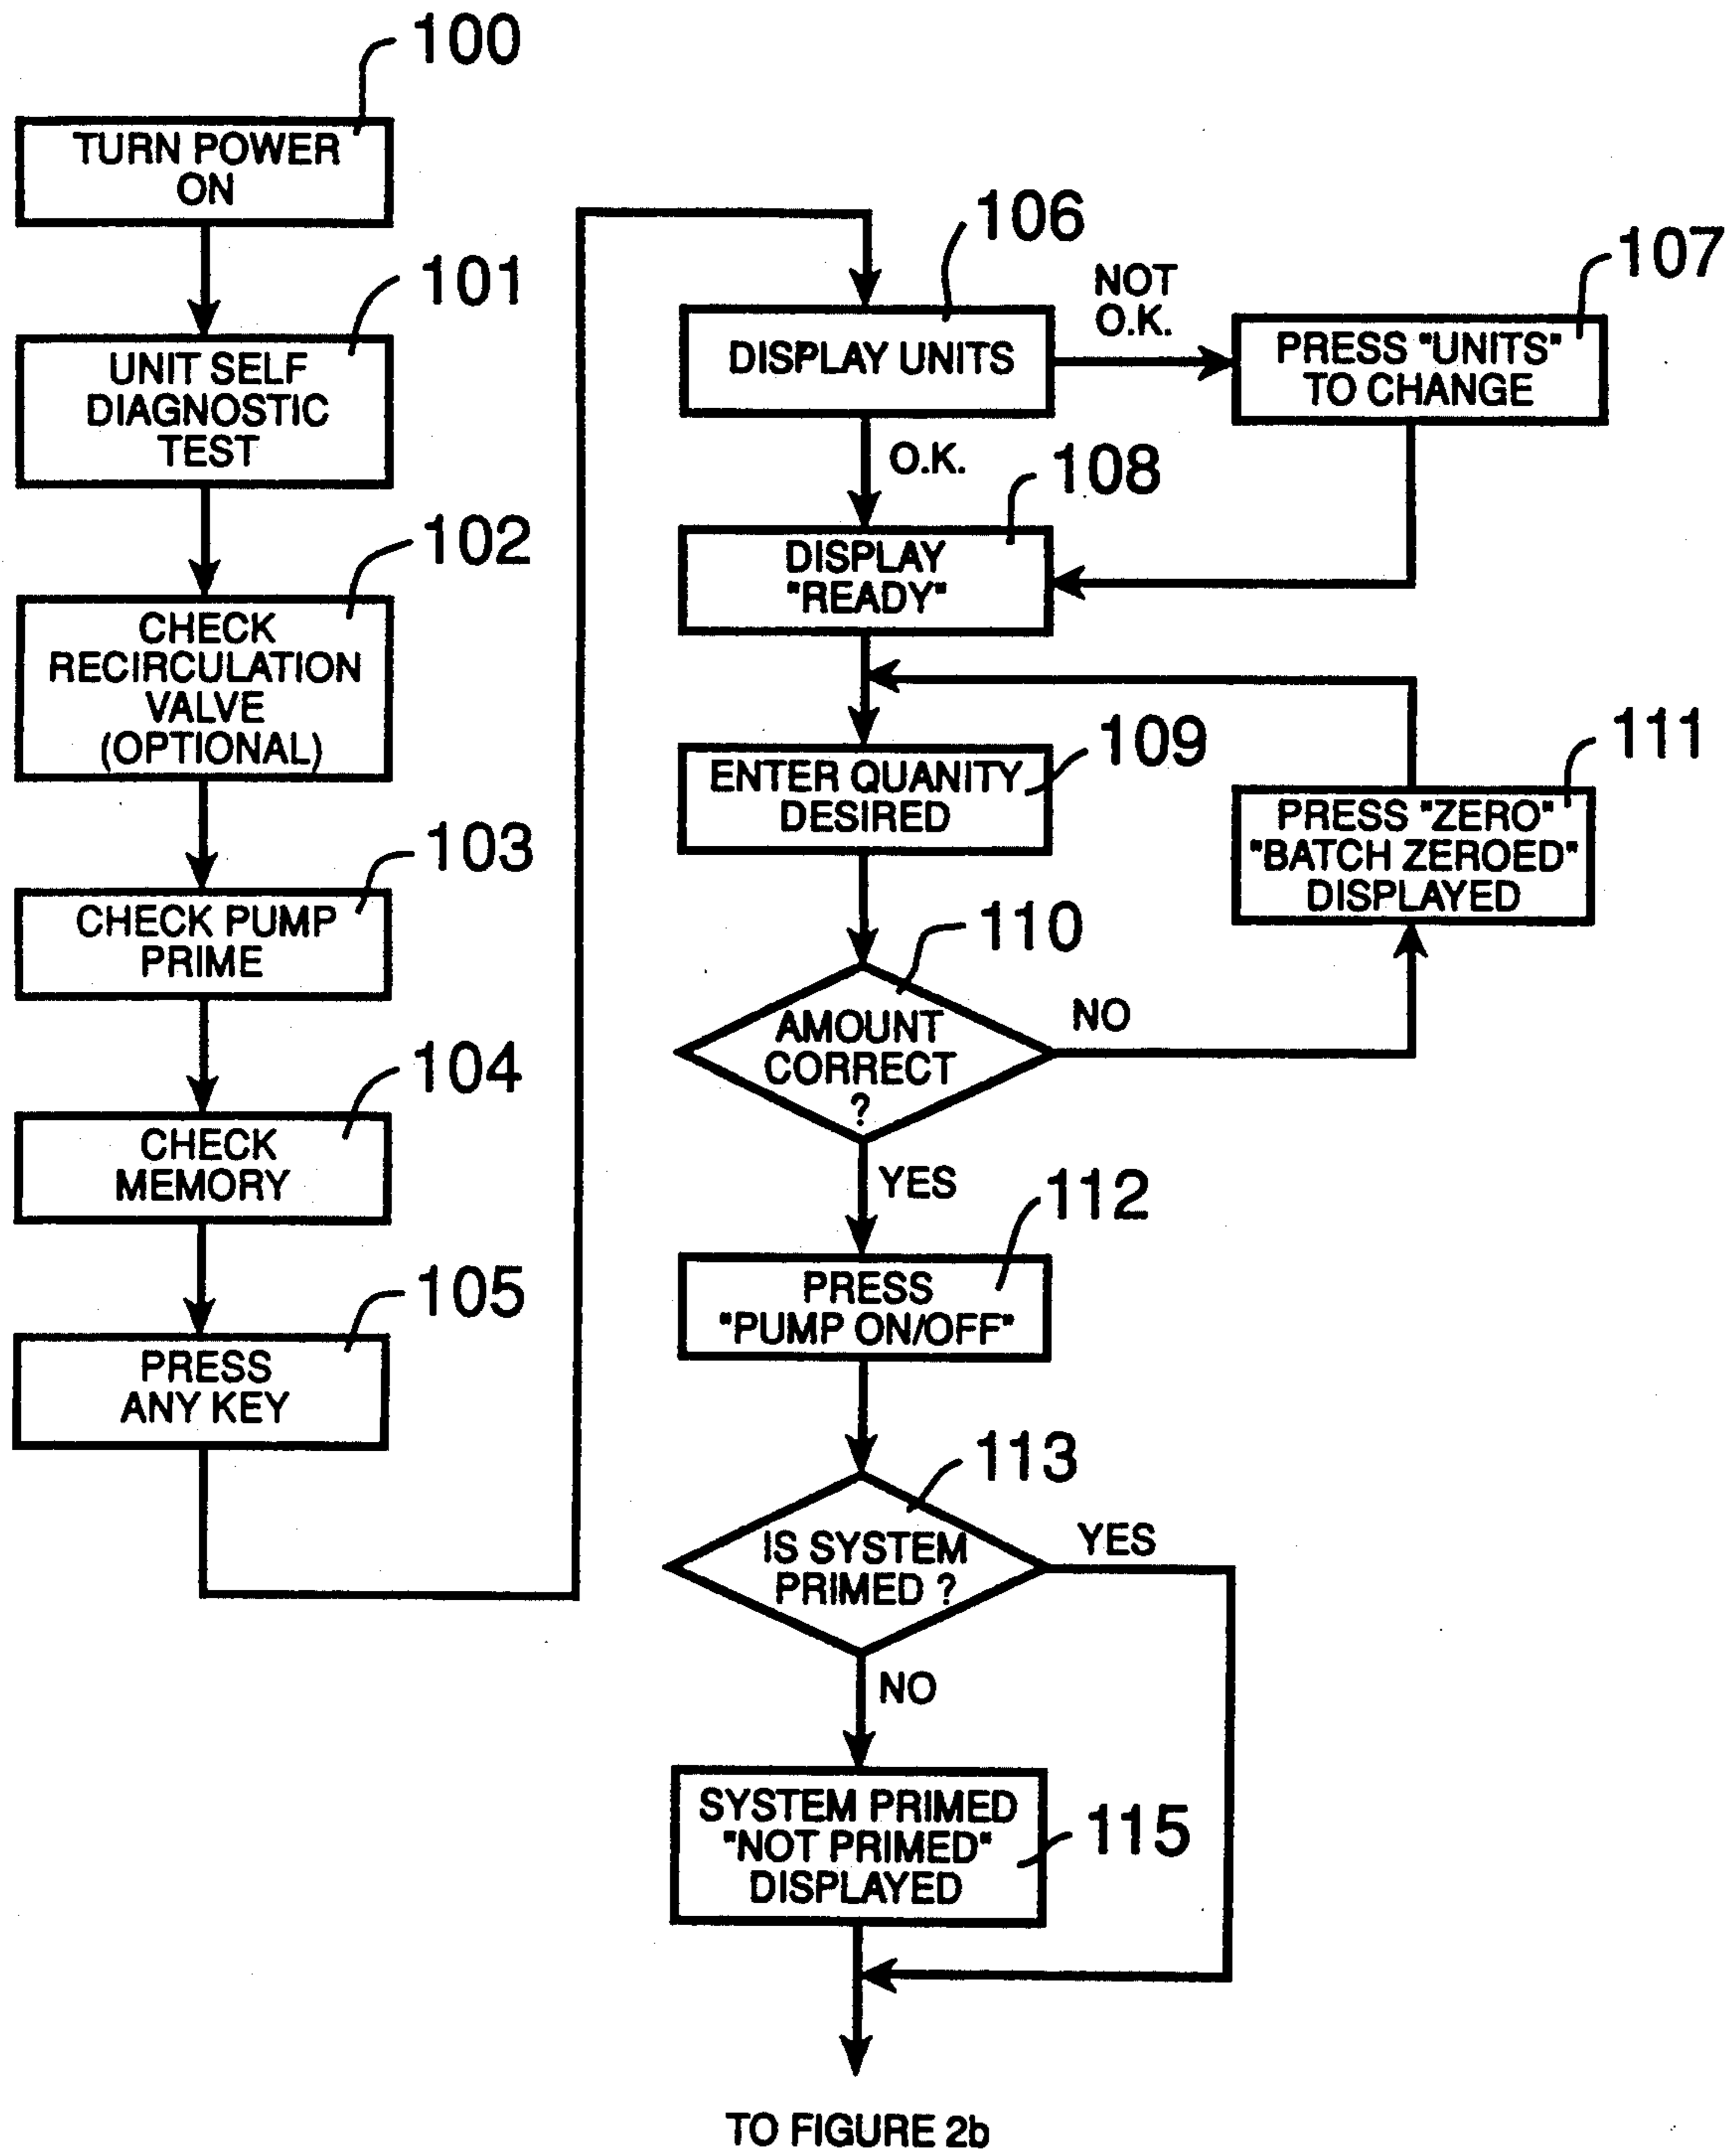 100
TURN POWER
ON
101
UNIT SELF
DIAGNOSTIC
TEST
102
CHECK
RECIRCULATION
VALVE
(OPTIONAL)
103
CHECK PUMP
PRIME
104
CHECK
MEMORY
105
PRESS
ANY KEY
106
DISPLAY UNITS
NOT
O.K.
107
PRESS "UNITS"
TO CHANGE
O.K.
108
DISPLAY
"READY"
109
ENTER QUANITY
DESIRED
111
PRESS "ZERO"
"BATCH ZEROED"
DISPLAYED
110
AMOUNT
CORRECT
?
NO
YES
112
PRESS
"PUMP ON/OFF"
113
IS SYSTEM
PRIMED ?
YES
NO
115
SYSTEM PRIMED
"NOT PRIMED"
DISPLAYED
TO FIGURE 2b